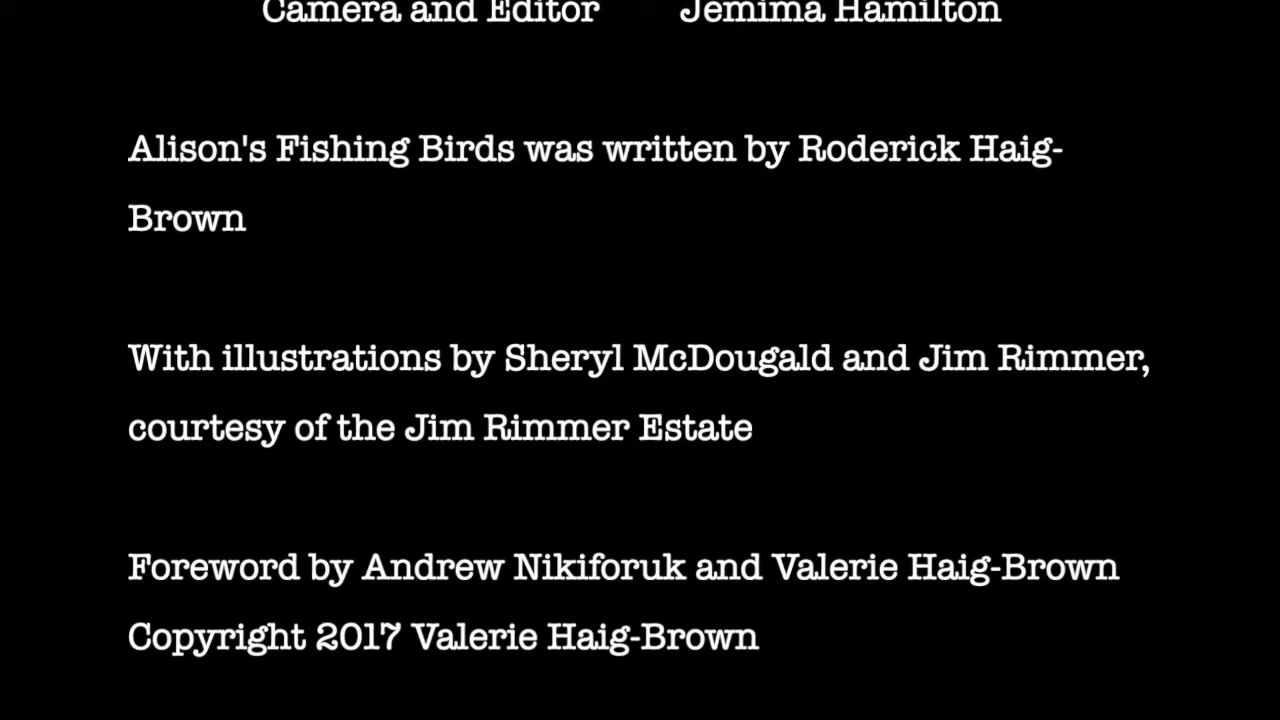 Camera and Editor Jemima Hamilton
Alison's Fishing Birds was written by Roderick Haig-
Brown
With illustrations by Sheryl McDougald and Jim Rimmer,
courtesy of the Jim Rimmer Estate
Foreword by Andrew Nikiforuk and Valerie Haig-Brown
Copyright 2017 Valerie Haig-Brown